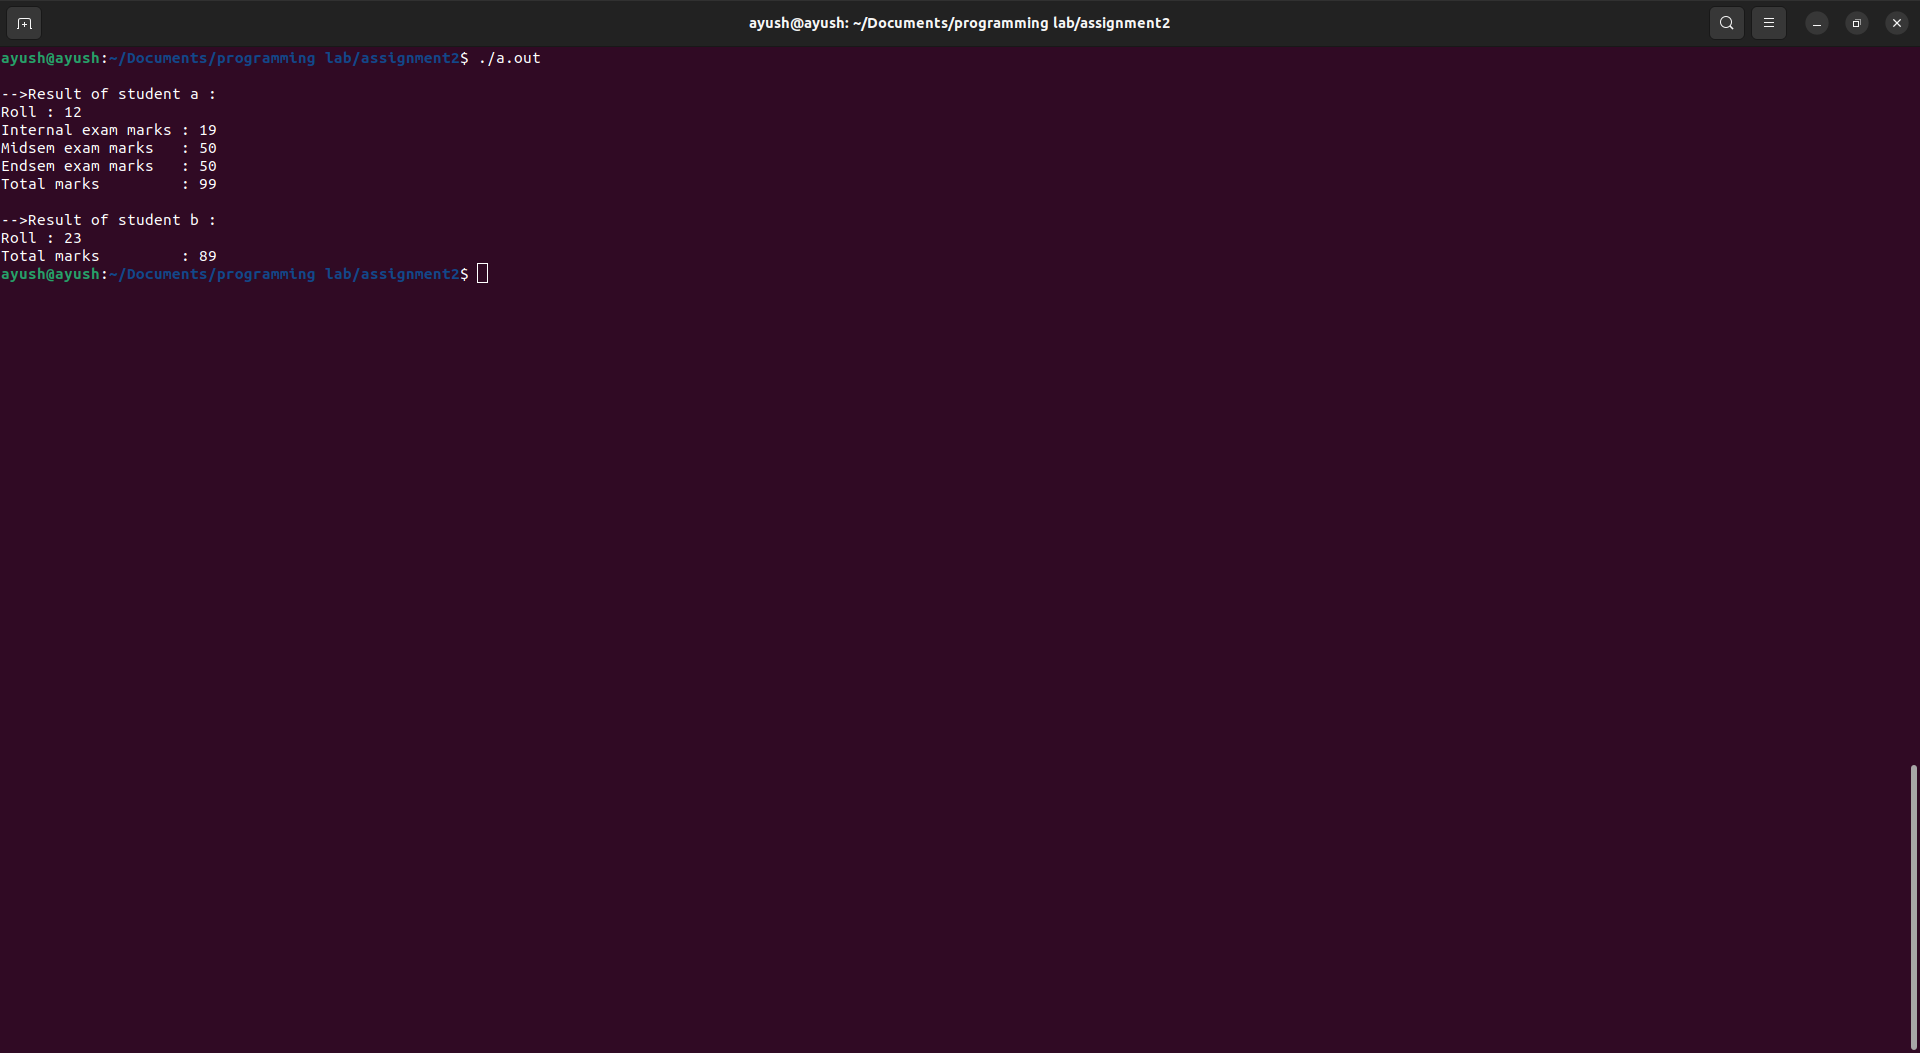 ayush@ayush: ~/Documents/programming lab/assignment2
ayush@ayush:~/Documents/programming lab/assignment2$ ./a.out
-->Result of student a :
Roll : 12
Internal exam marks : 19
Midsem exam marks   : 50
Endsem exam marks   : 50
Total marks         : 99
-->Result of student b :
Roll : 23
Total marks         : 89
ayush@ayush:~/Documents/programming lab/assignment2$